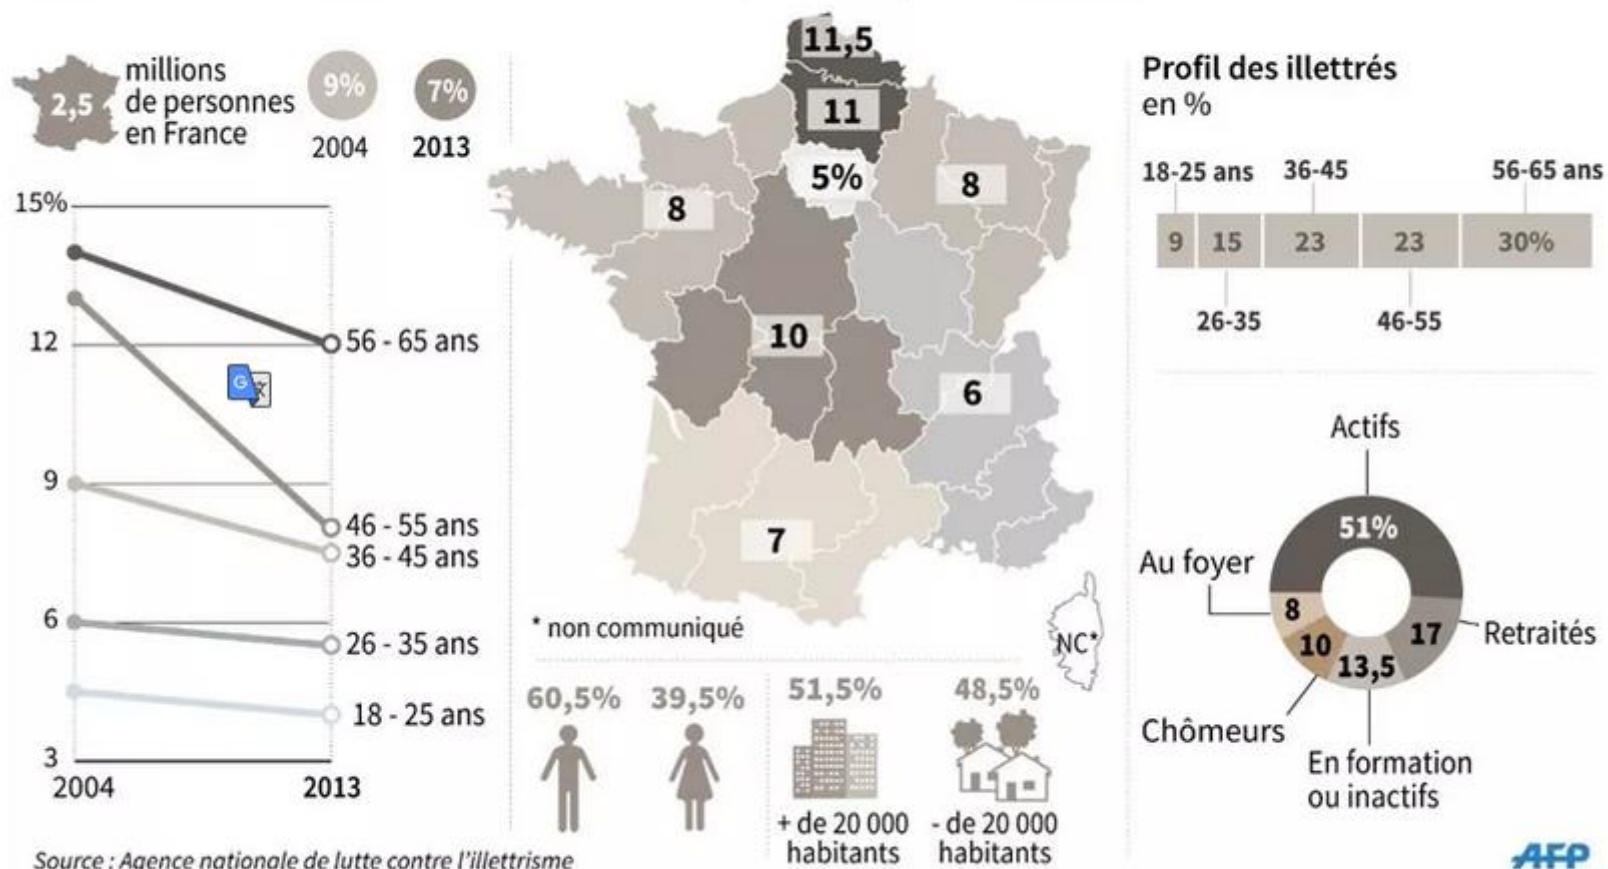 2,5
millions
de personnes
en France
9%
2004
7%
2013
15%
12
9
6
3
2004
2013
56 - 65 ans
46 - 55 ans
36 - 45 ans
26 - 35 ans
18 - 25 ans
11,5
11
5%
8
8
10
6
7
NC*
* non communiqué
60,5%
39,5%
51,5%
+ de 20 000
habitants
48,5%
- de 20 000
habitants
Profil des illettrés
en %
18-25 ans
36-45
56-65 ans
9
15
23
23
30%
26-35
46-55
Actifs
51%
Au foyer
8
10
13,5
17
Retraités
Chômeurs
En formation
ou inactifs
Source : Agence nationale de lutte contre l'illettrisme
AFP